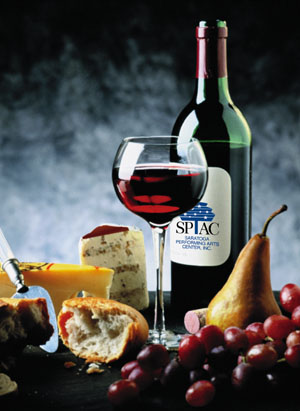 SPAC
SARATOGA
PERFORMING ARTS
CENTER, INC.